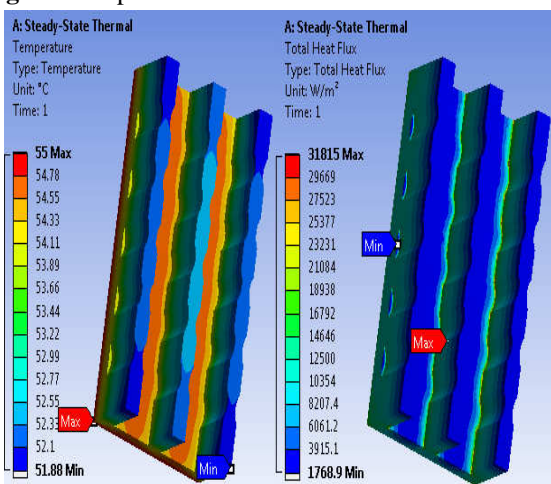 A: Steady-State Thermal
Temperature
Type: Temperature
Unit: °C
Time: 1
55 Max
54.78
54.55
54.33
54.11
53.89
53.66
53.44
53.22
52.99
52.77
52.55
52.33
52.1
51.88 Min
Max
Min
A: Steady-State Thermal
Total Heat Flux
Type: Total Heat Flux
Unit: W/m²
Time: 1
31815 Max
29669
27523
25377
23231
21084
18938
16792
14646
12500
10354
8207.4
6061.2
3915.1
1768.9 Min
Min
Max